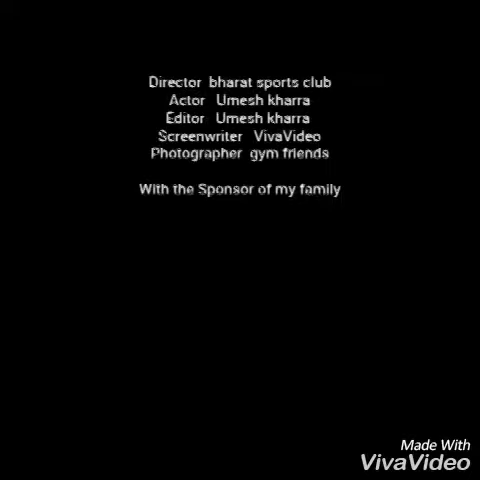 Director bharat sports club
Actor Umesh kharra
Editor Umesh kharra
Screenwriter VivaVideo
Photographer gym friends
With the Sponsor of my family
Made With
VivaVideo